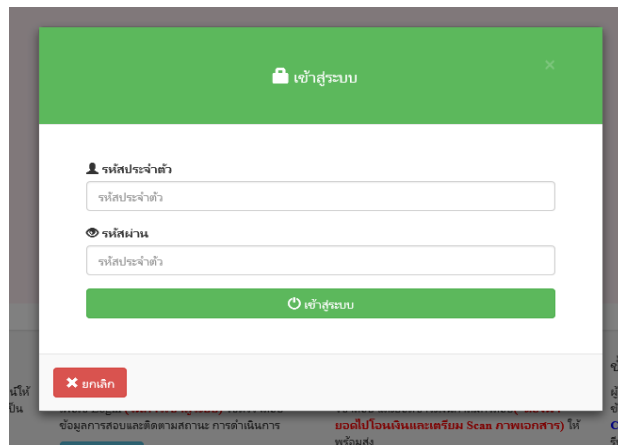 เข้าสู่ระบบ
×
รหัสประจำตัว
รหัสประจำตัว
รหัสผ่าน
รหัสประจำตัว
เข้าสู่ระบบ
ยกเลิก
น์ให้
ข้อมูลการสอบและติดตามสถานะ การดำเนินการ
ยอดไปโอนเงินและเตรียม Scan ภาพเอกสาร) ให้
พร้อมส่ง